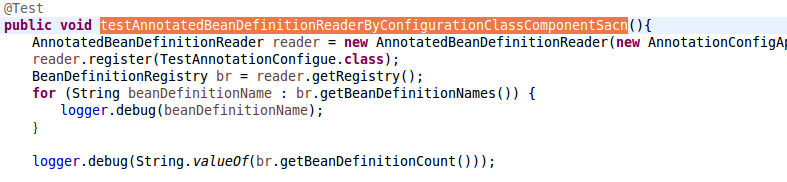 @Test
public void testAnnotatedBeanDefinitionReaderByConfigurationClassComponentSacn(){
AnnotatedBeanDefinitionReader reader = new AnnotatedBeanDefinitionReader(new AnnotationConfigAp
reader.register(TestAnnotationConfigue.class);
BeanDefinitionRegistry br = reader.getRegistry();
for (String beanDefinitionName : br.getBeanDefinitionNames()) {
logger.debug(beanDefinitionName);
}
logger.debug(String.valueOf(br.getBeanDefinitionCount()));